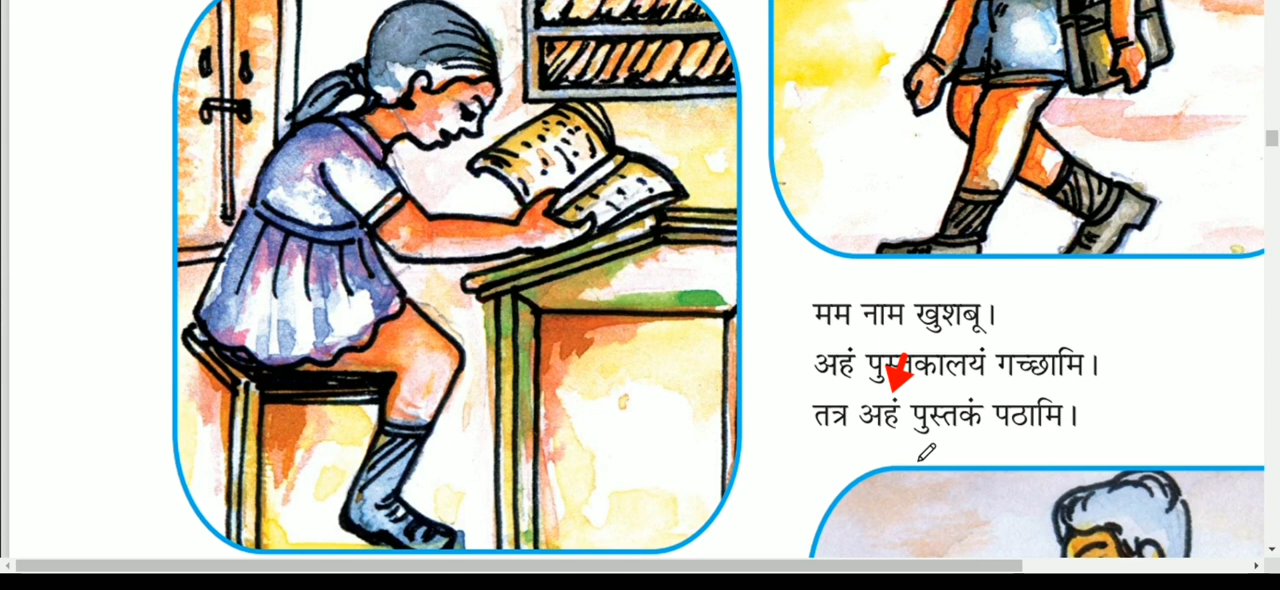 मम नाम खुशबू।
अहं पुस्तकालयं गच्छामि।
तत्र अहं पुस्तकं पठामि।